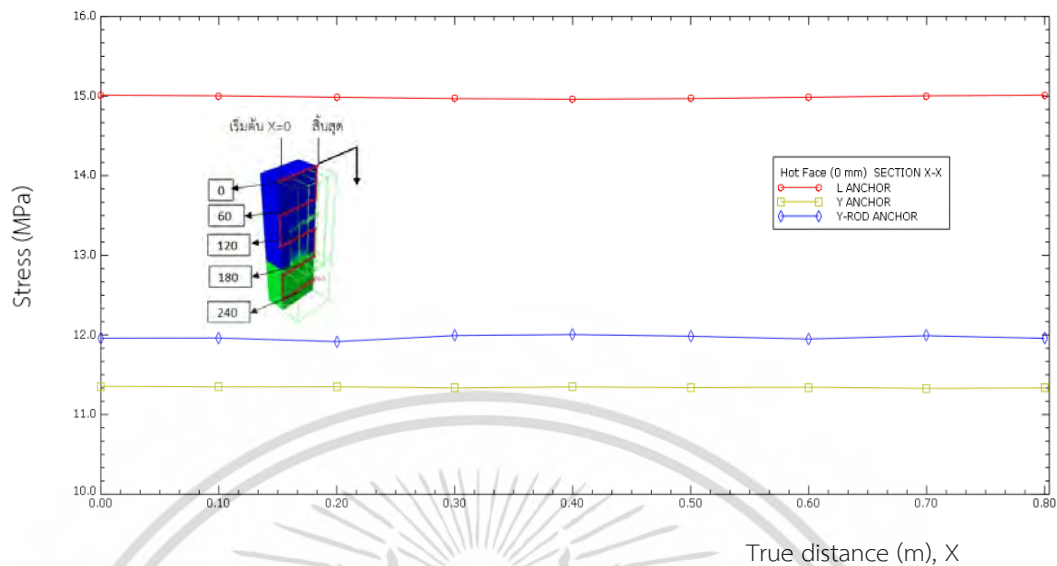 16.0
15.0
14.0
13.0
12.0
11.0
10.0
Stress (MPa)
เริ่มต้น X=0
สิ้นสุด
0
60
120
180
240
Hot Face (0 mm) SECTION X-X
L ANCHOR
Y ANCHOR
Y-ROD ANCHOR
0.00
0.10
0.20
0.30
0.40
0.50
0.60
0.70
0.80
True distance (m), X